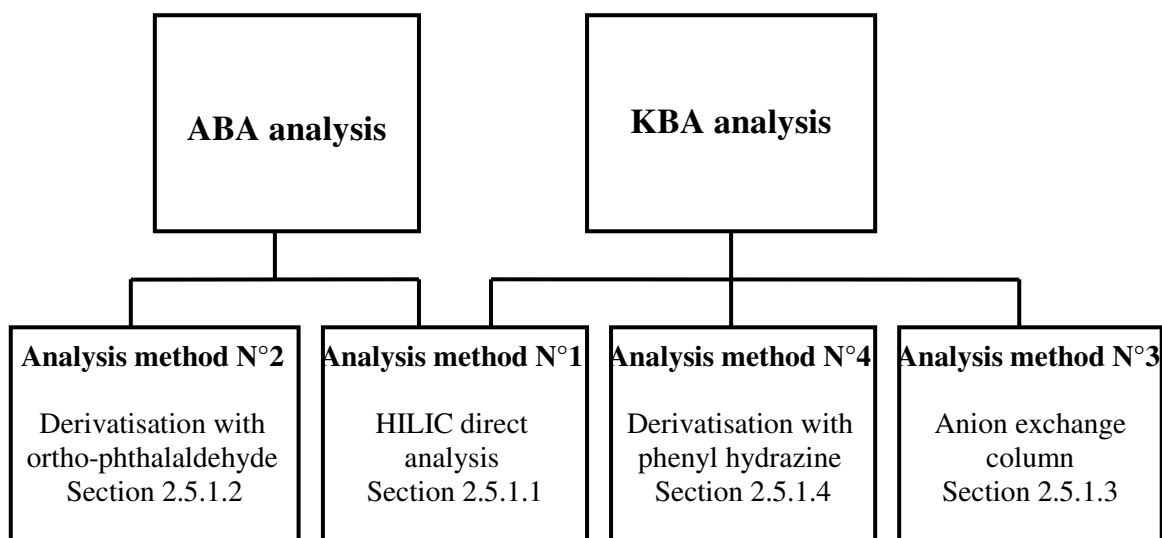 ABA analysis
KBA analysis
Analysis method N°2
Derivatisation with
ortho-phthalaldehyde
Section 2.5.1.2
Analysis method N°1
HILIC direct
analysis
Section 2.5.1.1
Analysis method N°4
Derivatisation with
phenyl hydrazine
Section 2.5.1.4
Analysis method N°3
Anion exchange
column
Section 2.5.1.3